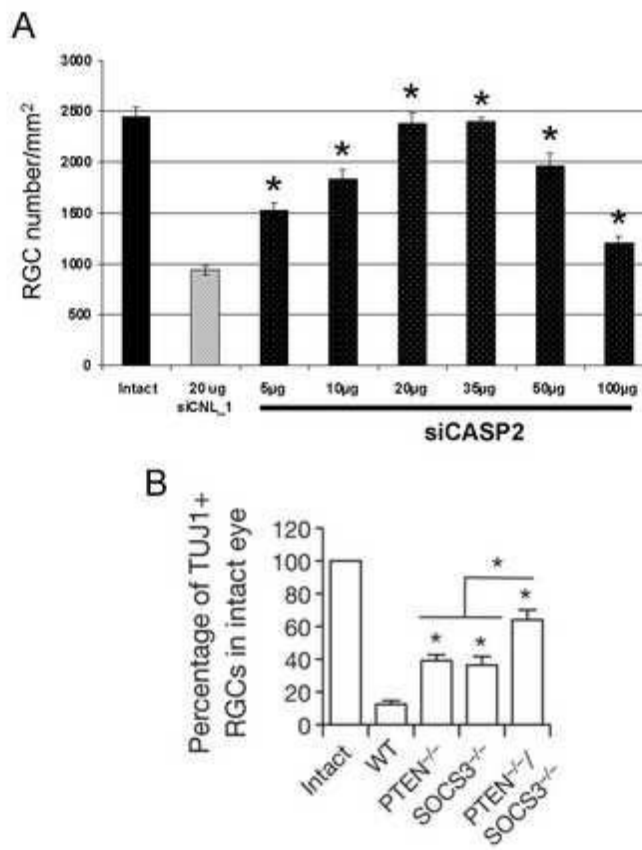 A
RGC number/mm²
3000
2500
2000
1500
1000
500
0
* * * * * *
Intact 20 ug 5µg 10µg 20µg 35µg 50µg 100µg
siCNL_1
siCASP2
B
Percentage of TUJ1+
RGCs in intact eye
120
100
80
60
40
20
0
*
* * *
Intact
WT
PTEN⁻/⁻
SOCS3⁻/⁻
PTEN⁻/⁻/
SOCS3⁻/⁻